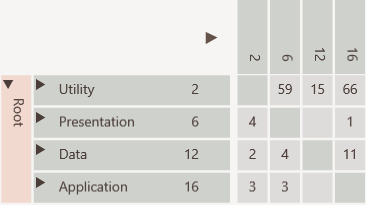 2 6 12 16
Root
Utility 2 59 15 66
Presentation 6 4 1
Data 12 2 4 11
Application 16 3 3